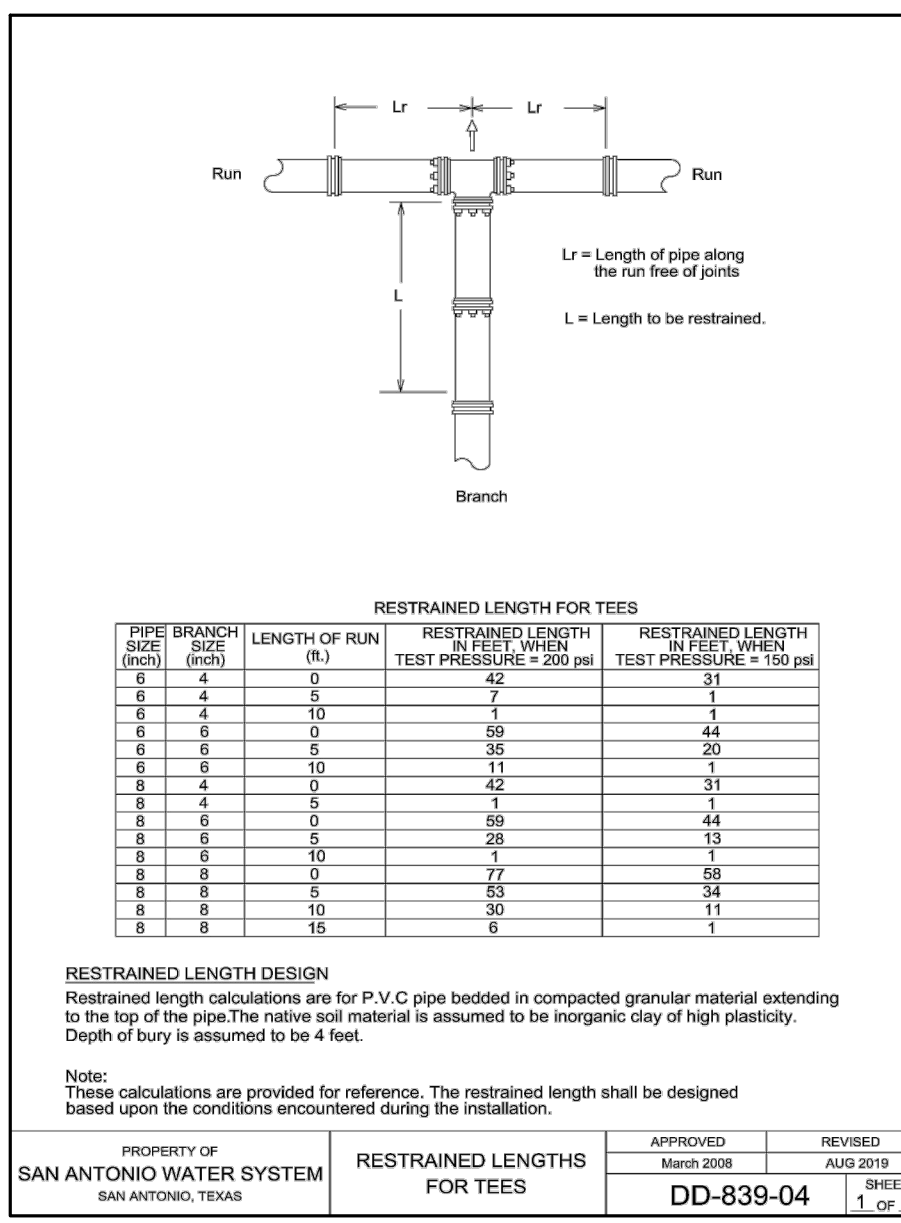 Lr Lr
Run Run
Lr = Length of pipe along
the run free of joints
L
L = Length to be restrained.
Branch
RESTRAINED LENGTH FOR TEES
PIPE SIZE (inch) BRANCH SIZE (inch) LENGTH OF RUN (ft.) RESTRAINED LENGTH IN FEET, WHEN TEST PRESSURE = 200 psi RESTRAINED LENGTH IN FEET, WHEN TEST PRESSURE = 150 psi
6 4 0 42 31
6 4 5 7 1
6 4 10 1 1
6 6 0 59 44
6 6 5 35 20
6 6 10 11 1
8 4 0 42 31
8 4 5 1 1
8 6 0 59 44
8 6 5 28 13
8 6 10 1 1
8 8 0 77 58
8 8 5 53 34
8 8 10 30 11
8 8 15 6 1
RESTRAINED LENGTH DESIGN
Restrained length calculations are for P.V.C pipe bedded in compacted granular material extending
to the top of the pipe.The native soil material is assumed to be inorganic clay of high plasticity.
Depth of bury is assumed to be 4 feet.
Note:
These calculations are provided for reference. The restrained length shall be designed
based upon the conditions encountered during the installation.
PROPERTY OF
SAN ANTONIO WATER SYSTEM
SAN ANTONIO, TEXAS
RESTRAINED LENGTHS
FOR TEES
APPROVED REVISED
March 2008 AUG 2019
DD-839-04
SHEE
1 OF